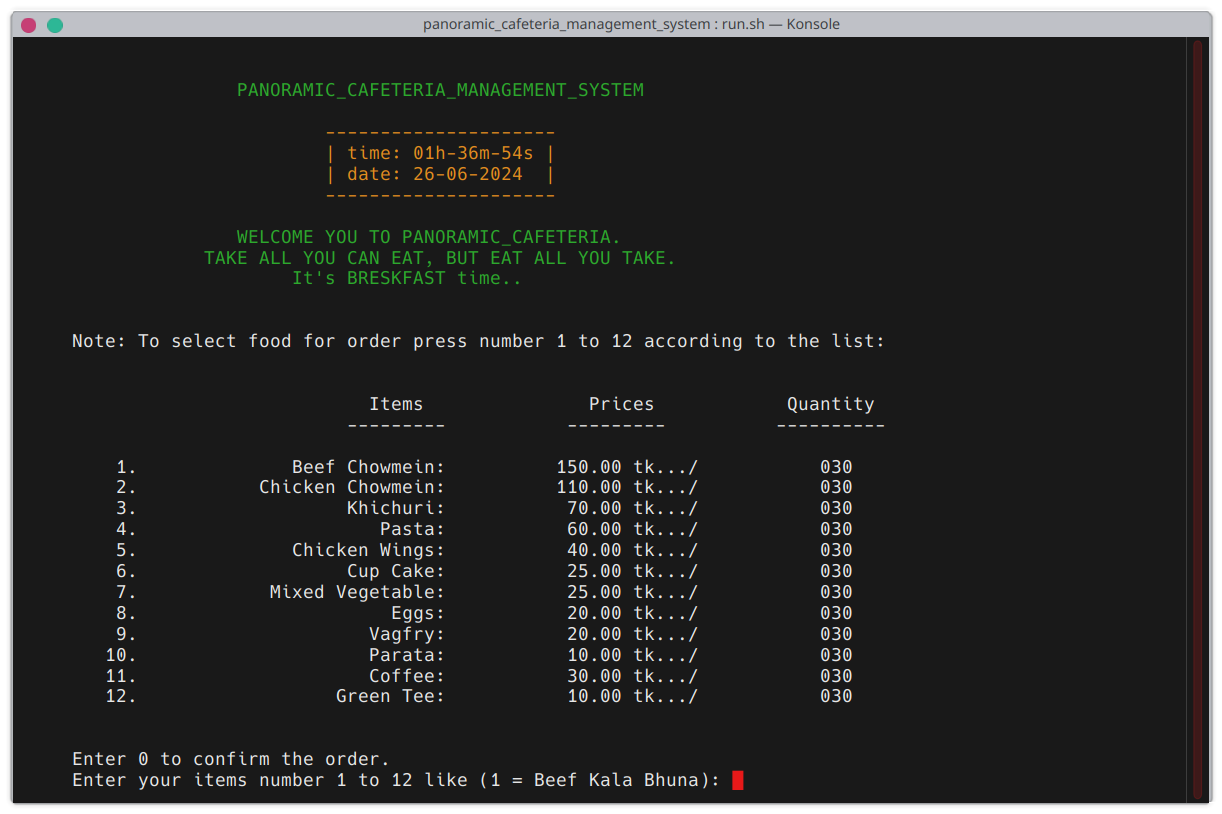 panoramic_cafeteria_management_system : run.sh — Konsole
PANORAMIC_CAFETERIA_MANAGEMENT_SYSTEM
---------------------
| time: 01h-36m-54s |
| date: 26-06-2024  |
---------------------
WELCOME YOU TO PANORAMIC_CAFETERIA.
TAKE ALL YOU CAN EAT, BUT EAT ALL YOU TAKE.
It's BRESKFAST time..
Note: To select food for order press number 1 to 12 according to the list:
Items Prices Quantity
--------- --------- ----------
1. Beef Chowmein: 150.00 tk.../ 030
2. Chicken Chowmein: 110.00 tk.../ 030
3. Khichuri: 70.00 tk.../ 030
4. Pasta: 60.00 tk.../ 030
5. Chicken Wings: 40.00 tk.../ 030
6. Cup Cake: 25.00 tk.../ 030
7. Mixed Vegetable: 25.00 tk.../ 030
8. Eggs: 20.00 tk.../ 030
9. Vagfry: 20.00 tk.../ 030
10. Parata: 10.00 tk.../ 030
11. Coffee: 30.00 tk.../ 030
12. Green Tee: 10.00 tk.../ 030
Enter 0 to confirm the order.
Enter your items number 1 to 12 like (1 = Beef Kala Bhuna):